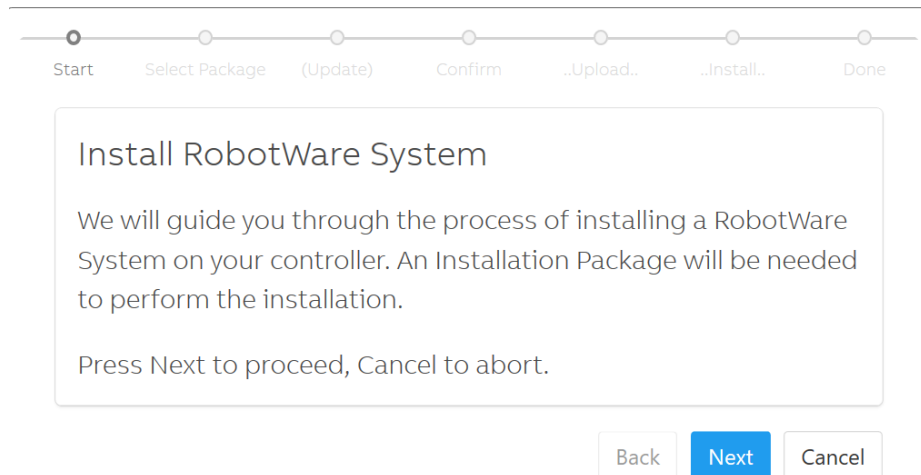 Start
Select Package
(Update)
Confirm
..Upload..
..Install..
Done
Install RobotWare System
We will guide you through the process of installing a RobotWare
System on your controller. An Installation Package will be needed
to perform the installation.
Press Next to proceed, Cancel to abort.
Back
Next
Cancel